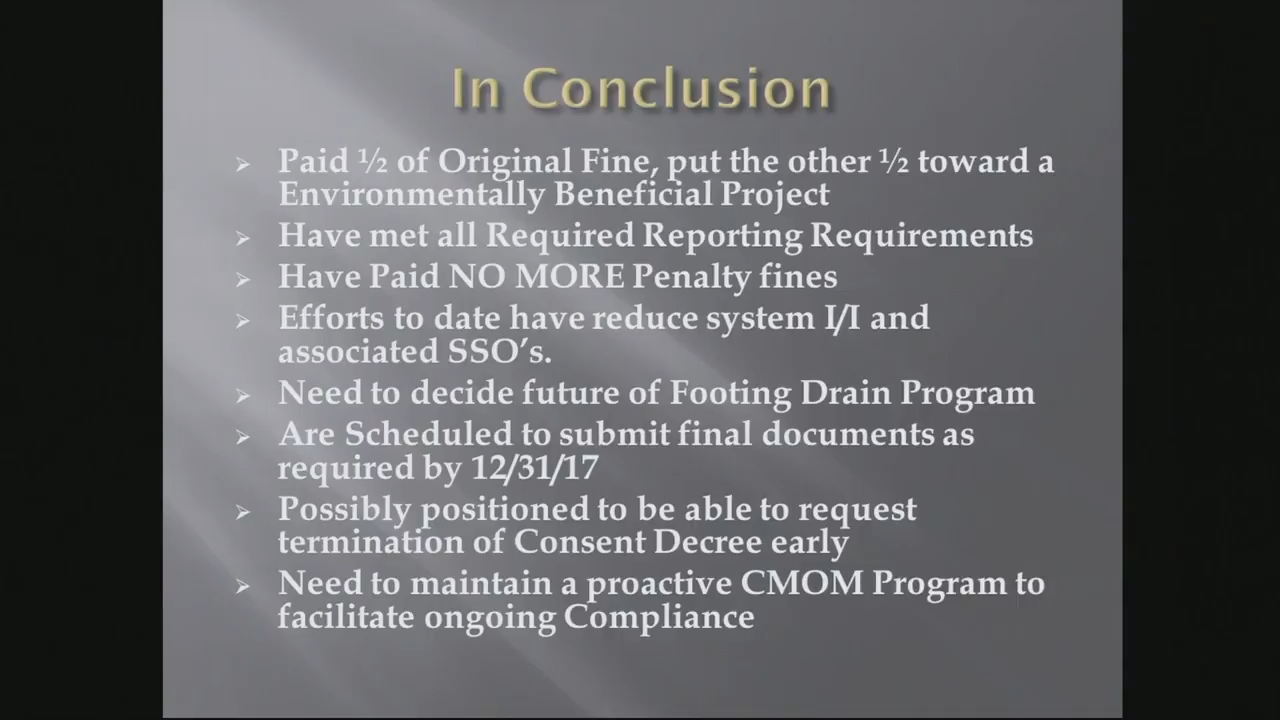 In Conclusion
Paid ½ of Original Fine, put the other ½ toward a
Environmentally Beneficial Project
Have met all Required Reporting Requirements
Have Paid NO MORE Penalty fines
Efforts to date have reduce system I/I and
associated SSO's.
Need to decide future of Footing Drain Program
Are Scheduled to submit final documents as
required by 12/31/17
Possibly positioned to be able to request
termination of Consent Decree early
Need to maintain a proactive CMOM Program to
facilitate ongoing Compliance